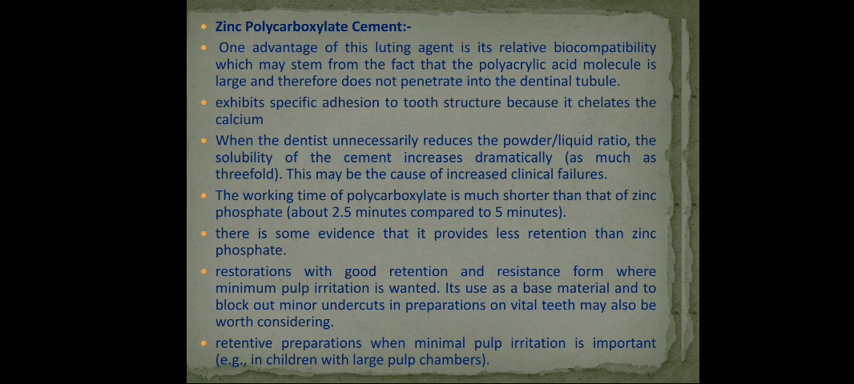 Zinc Polycarboxylate Cement:-
One advantage of this luting agent is its relative biocompatibility
which may stem from the fact that the polyacrylic acid molecule is
large and therefore does not penetrate into the dentinal tubule.
exhibits specific adhesion to tooth structure because it chelates the
calcium
When the dentist unnecessarily reduces the powder/liquid ratio, the
solubility of the cement increases dramatically (as much as
threefold). This may be the cause of increased clinical failures.
The working time of polycarboxylate is much shorter than that of zinc
phosphate (about 2.5 minutes compared to 5 minutes).
there is some evidence that it provides less retention than zinc
phosphate.
restorations with good retention and resistance form where
minimum pulp irritation is wanted. Its use as a base material and to
block out minor undercuts in preparations on vital teeth may also be
worth considering.
retentive preparations when minimal pulp irritation is important
(e.g., in children with large pulp chambers).